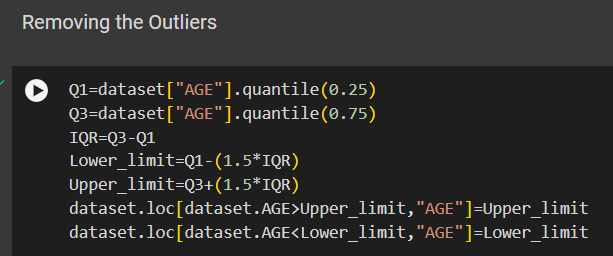 Removing the Outliers
Q1=dataset["AGE"].quantile(0.25)
Q3=dataset["AGE"].quantile(0.75)
IQR=Q3-Q1
Lower_limit=Q1-(1.5*IQR)
Upper_limit=Q3+(1.5*IQR)
dataset.loc[dataset.AGE>Upper_limit,"AGE"]=Upper_limit
dataset.loc[dataset.AGE<Lower_limit,"AGE"]=Lower_limit